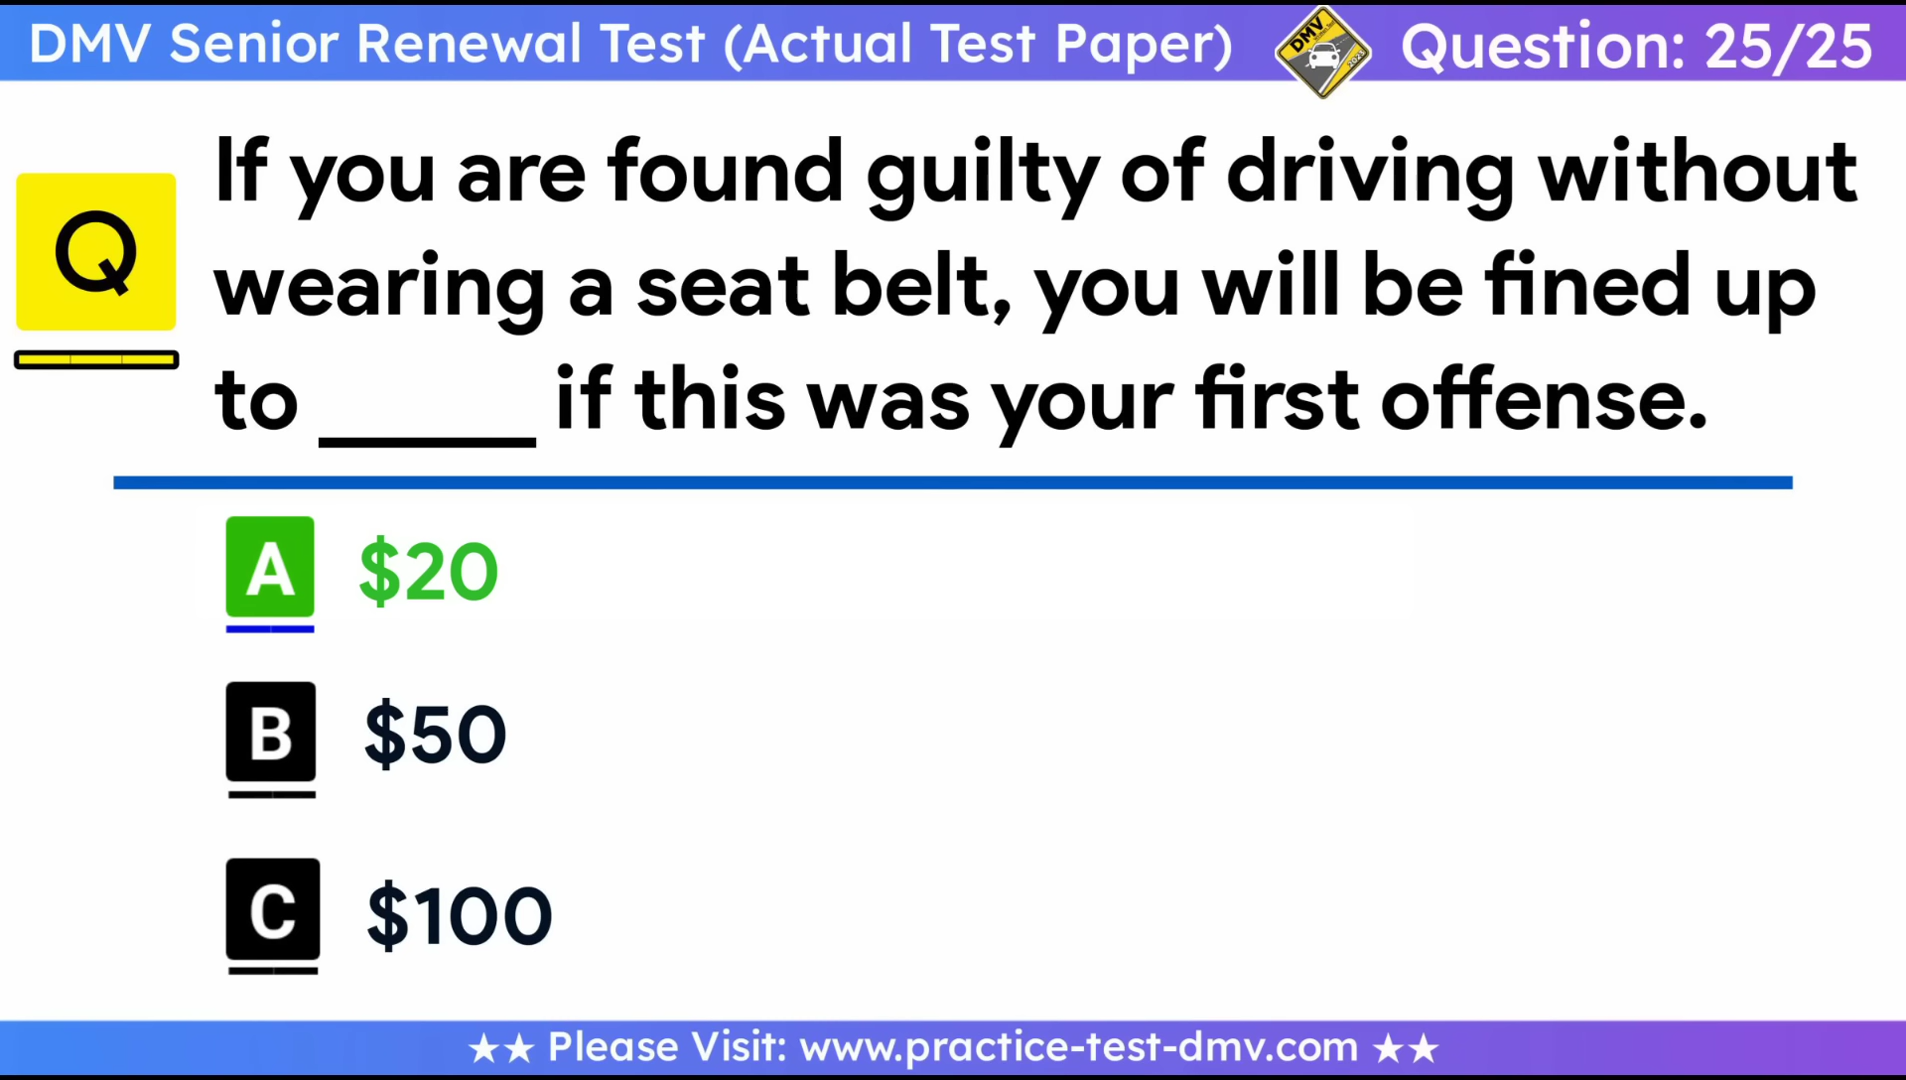 DMV Senior Renewal Test (Actual Test Paper)
DMV
2023
Question: 25/25
Q
If you are found guilty of driving without
wearing a seat belt, you will be fined up
to _____ if this was your first offense.
A $20
B $50
C $100
★★ Please Visit: www.practice-test-dmv.com ★★